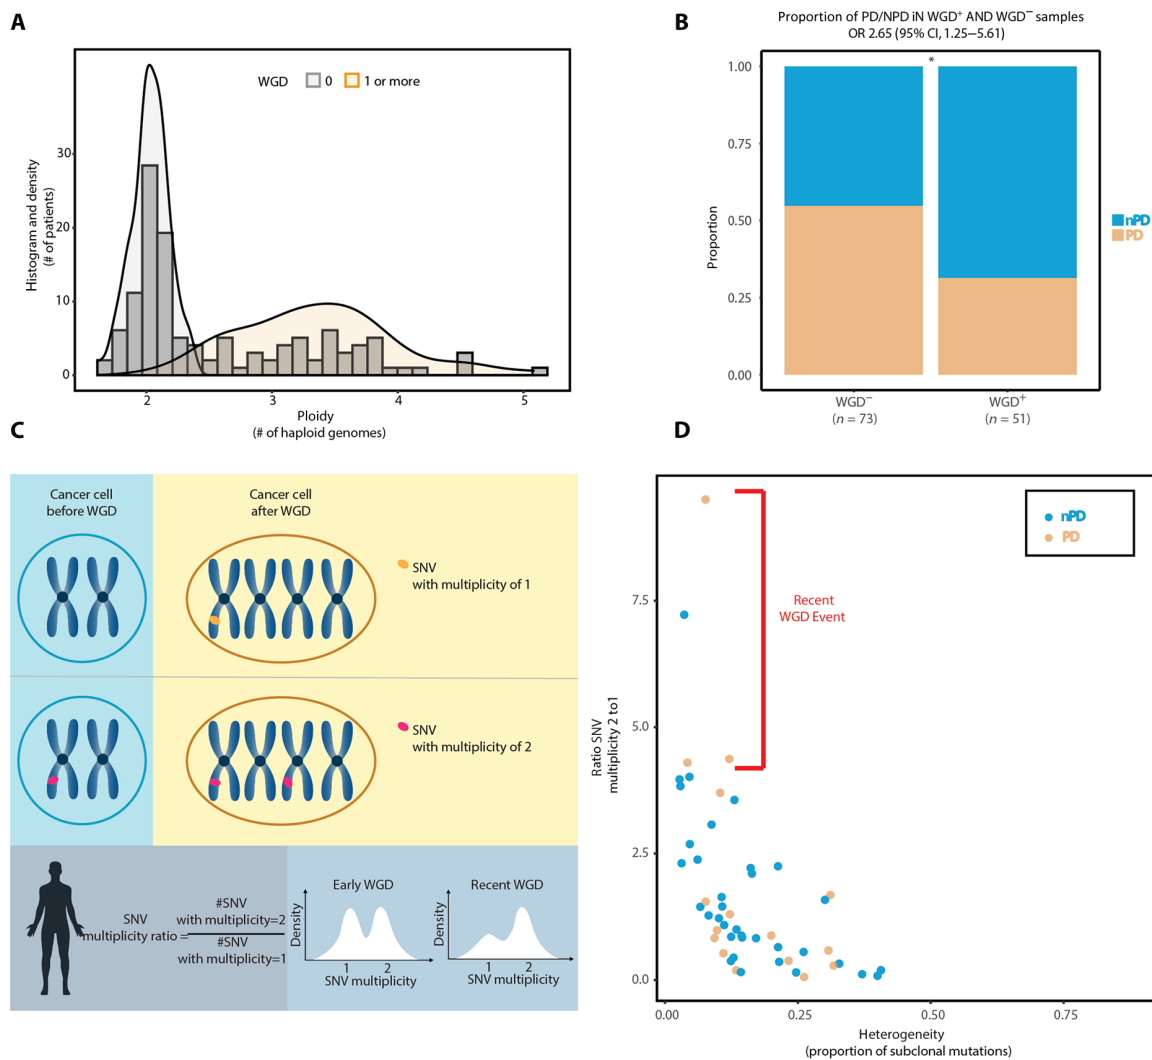 A
WGD 0 1 or more
Histogram and density
(# of patients)
30
20
10
0
2 3 4 5
Ploidy
(# of haploid genomes)
B
Proportion of PD/NPD iN WGD⁺ AND WGD⁻ samples
OR 2.65 (95% CI, 1.25–5.61)
*
Proportion
1.00
0.75
0.50
0.25
0.00
WGD⁻ WGD⁺
(n = 73) (n = 51)
nPD
PD
C
Cancer cell
before WGD
Cancer cell
after WGD
SNV
with multiplicity of 1
SNV
with multiplicity of 2
SNV
multiplicity ratio =
#SNV
with multiplicity=2
#SNV
with multiplicity=1
Early WGD
Density
1 2
SNV multiplicity
Recent WGD
Density
1 2
SNV multiplicity
D
nPD
PD
Recent
WGD Event
Ratio SNV
multiplicity 2 to1
7.5
5.0
2.5
0.0
0.00 0.25 0.50 0.75
Heterogeneity
(proportion of subclonal mutations)